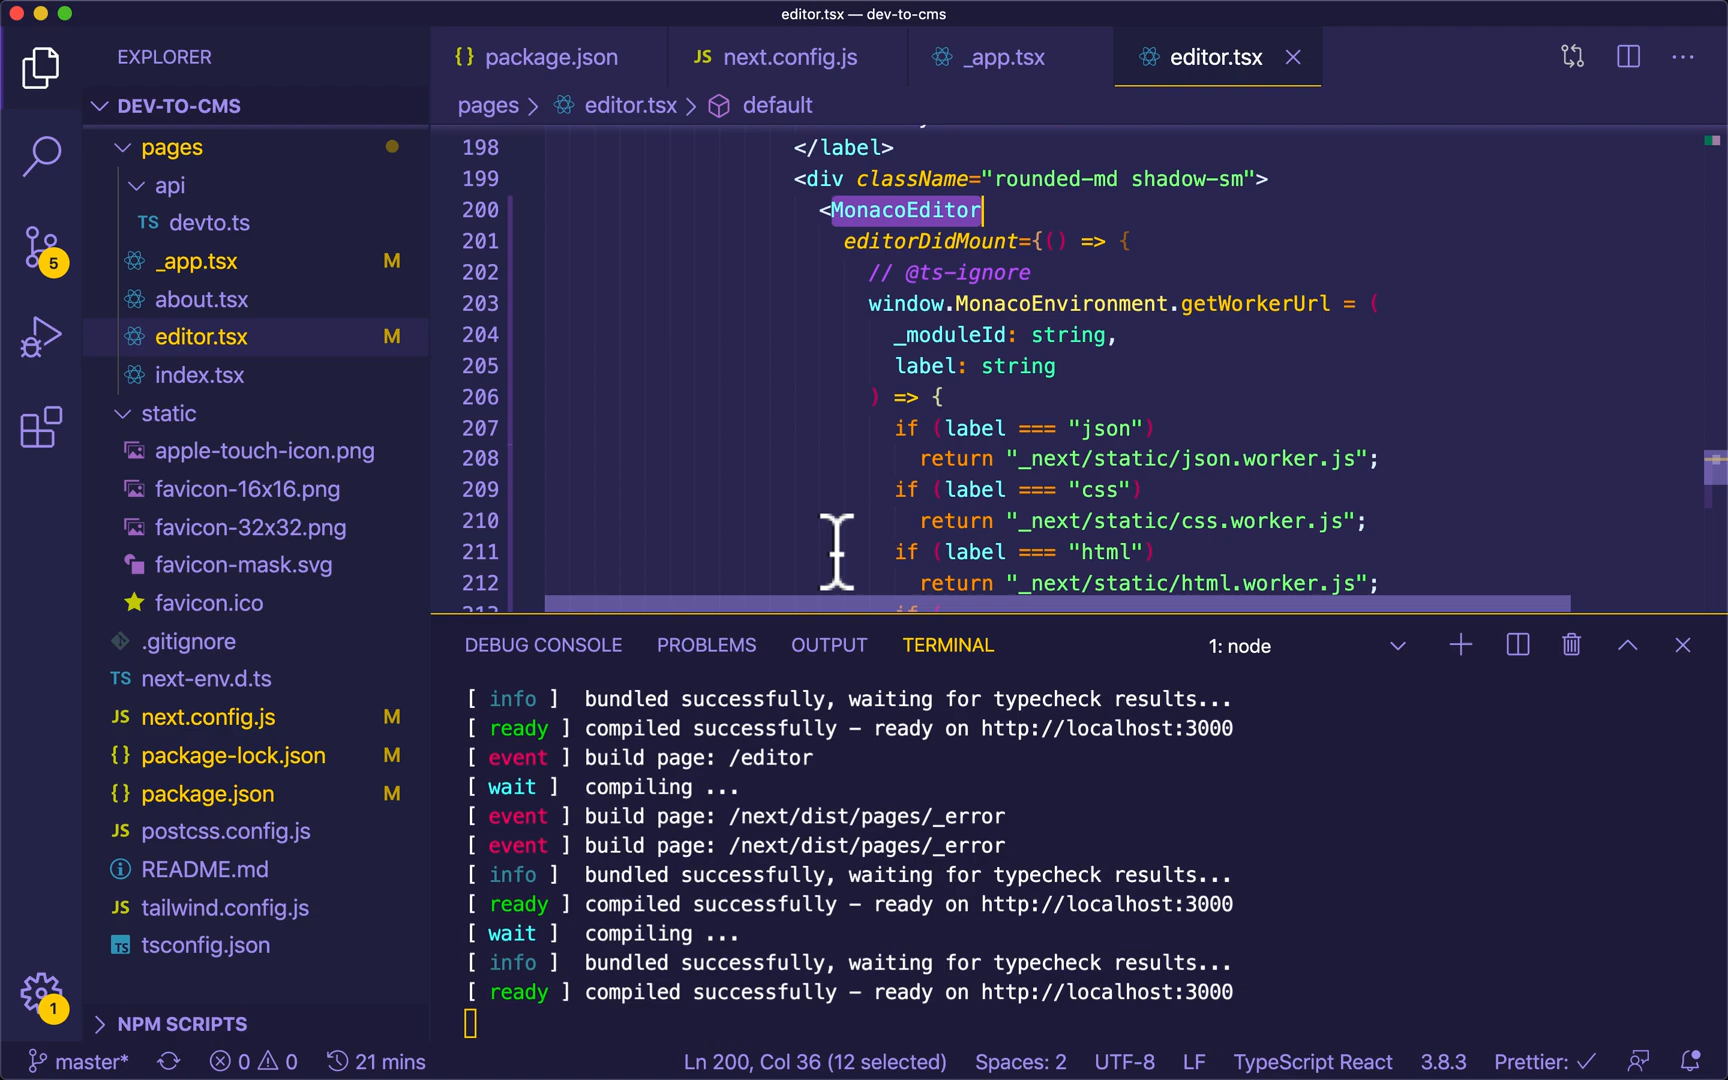 editor.tsx — dev-to-cms
EXPLORER
{} package.json
JS next.config.js
_app.tsx
editor.tsx
DEV-TO-CMS
pages > editor.tsx > default
pages
api
TS devto.ts
_app.tsx M
about.tsx
editor.tsx M
index.tsx
static
apple-touch-icon.png
favicon-16x16.png
favicon-32x32.png
favicon-mask.svg
favicon.ico
.gitignore
TS next-env.d.ts
JS next.config.js M
{} package-lock.json M
{} package.json M
JS postcss.config.js
README.md
JS tailwind.config.js
TS tsconfig.json
NPM SCRIPTS
5
1
198 </label>
199 <div className="rounded-md shadow-sm">
200 <MonacoEditor
201 editorDidMount={() => {
202 // @ts-ignore
203 window.MonacoEnvironment.getWorkerUrl = (
204 _moduleId: string,
205 label: string
206 ) => {
207 if (label === "json")
208 return "_next/static/json.worker.js";
209 if (label === "css")
210 return "_next/static/css.worker.js";
211 if (label === "html")
212 return "_next/static/html.worker.js";
213 if (
DEBUG CONSOLE PROBLEMS OUTPUT TERMINAL 1: node
[ info ] bundled successfully, waiting for typecheck results...
[ ready ] compiled successfully – ready on http://localhost:3000
[ event ] build page: /editor
[ wait ] compiling ...
[ event ] build page: /next/dist/pages/_error
[ event ] build page: /next/dist/pages/_error
[ info ] bundled successfully, waiting for typecheck results...
[ ready ] compiled successfully – ready on http://localhost:3000
[ wait ] compiling ...
[ info ] bundled successfully, waiting for typecheck results...
[ ready ] compiled successfully – ready on http://localhost:3000
master* 0 0 21 mins Ln 200, Col 36 (12 selected) Spaces: 2 UTF-8 LF TypeScript React 3.8.3 Prettier: ✓